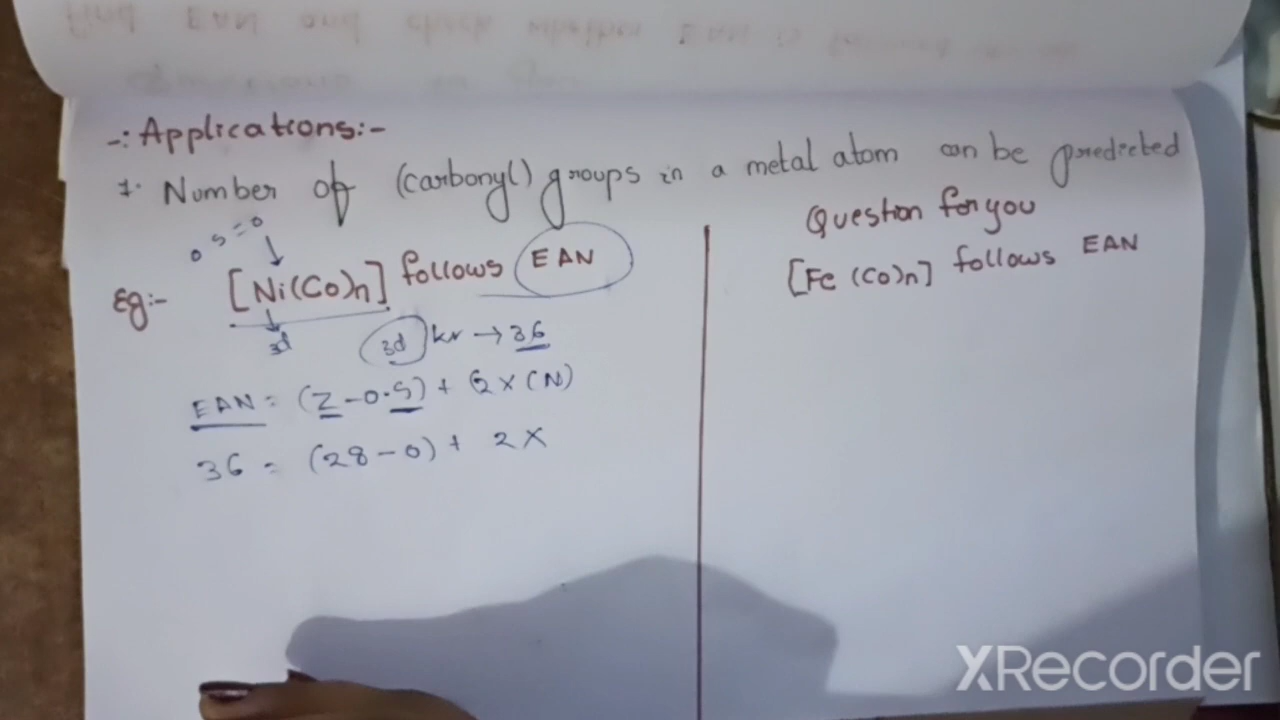 -: Applications:-
1. Number of (carbonyl) groups in a metal atom can be predicted
O S = 0
Eg:- [Ni(Co)n] follows EAN
3d
3d kr → 36
EAN = (Z-O.S) + 2 x (N)
36 = (28-0) + 2 x
Question for you
[Fe (Co)n] follows EAN
XRecorder